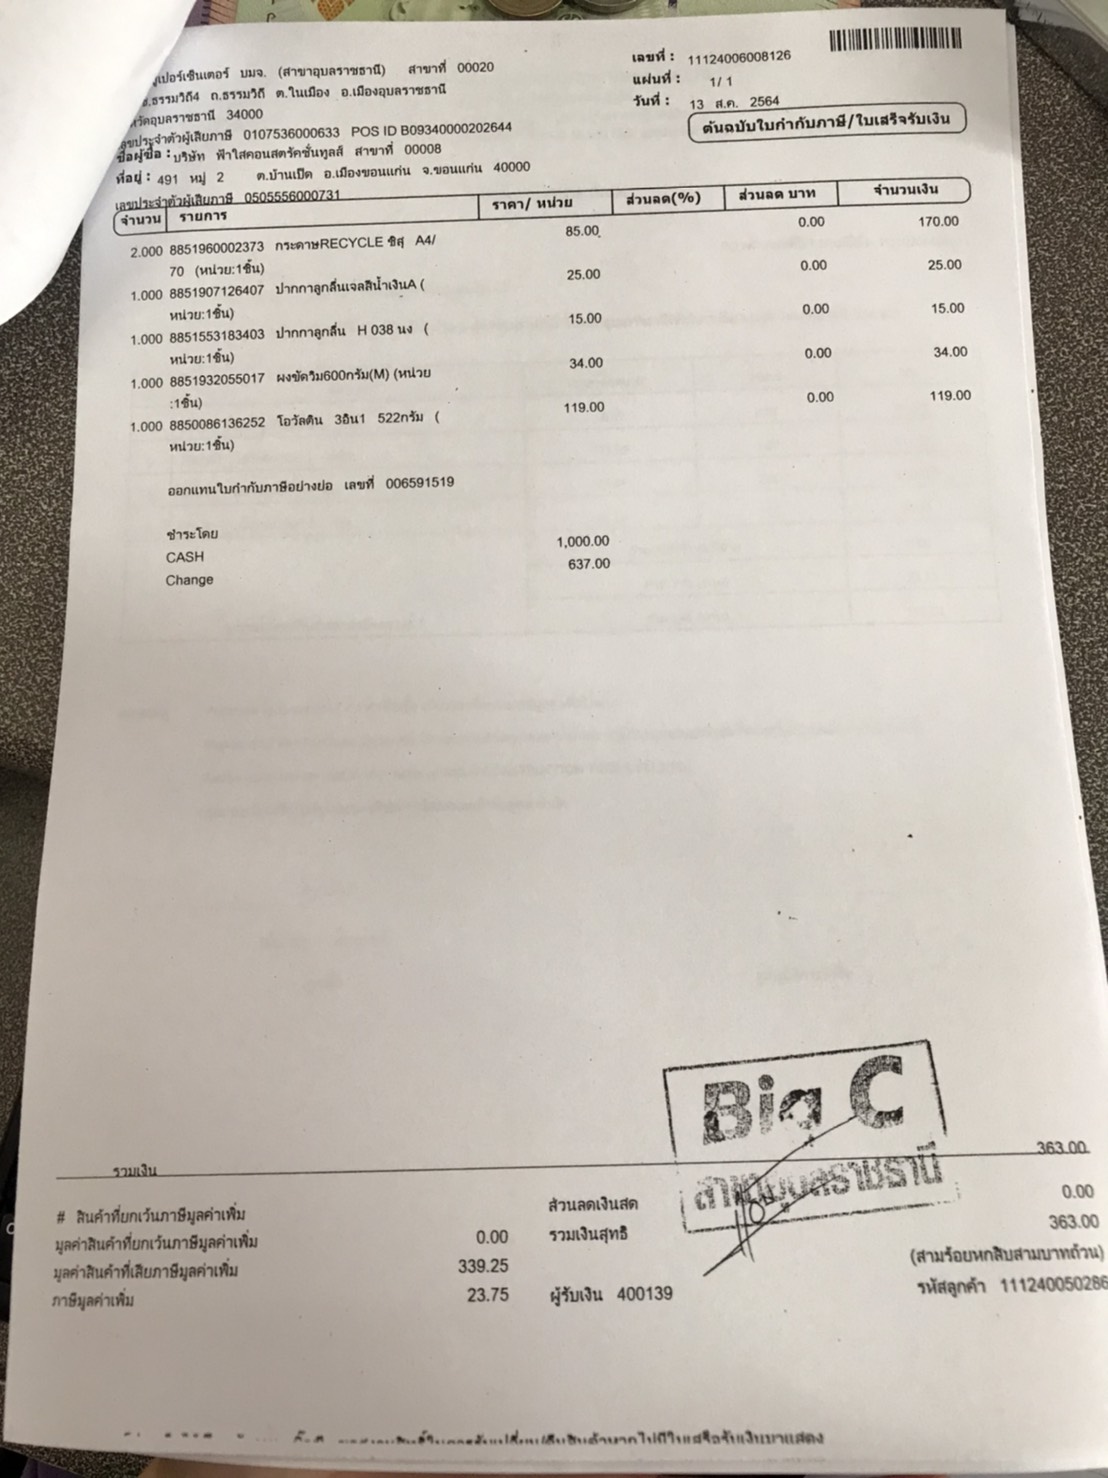 เปอร์เซ็นเตอร์ บมจ. (สาขาอุบลราชธานี) สาขาที่ 00020
ธรรมวิถี4 ถ.ธรรมวิถี ต.ในเมือง อ.เมืองอุบลราชธานี
อุบลราชธานี 34000
เลขประจำตัวผู้เสียภาษี 0107536000633 POS ID B09340000202644
ชื่อผู้ซื้อ : บริษัท ฟ้าใสคอนสตรัคชั่นทูลส์ สาขาที่ 00008
ที่อยู่ : 491 หมู่ 2 ต.บ้านเป็ด อ.เมืองขอนแก่น จ.ขอนแก่น 40000
เลขประจำตัวผู้เสียภาษี 0505556000731
เลขที่ : 11124006008126
แผ่นที่ : 1/ 1
วันที่ : 13 ส.ค. 2564
ต้นฉบับใบกำกับภาษี/ใบเสร็จรับเงิน
จำนวน รายการ ราคา/ หน่วย ส่วนลด(%) ส่วนลด บาท จำนวนเงิน
2.000 8851960002373 กระดาษRECYCLE ชิสุ A4/ 85.00 0.00 170.00
70 (หน่วย:1ชิ้น)
1.000 8851907126407 ปากกาลูกลื่นเจลสีน้ำเงินA ( 25.00 0.00 25.00
หน่วย:1ชิ้น)
1.000 8851553183403 ปากกาลูกลื่น H 038 นง ( 15.00 0.00 15.00
หน่วย:1ชิ้น)
1.000 8851932055017 ผงขัดวิม600กรัม(M) (หน่วย 34.00 0.00 34.00
:1ชิ้น)
1.000 8850086136252 โอวัลติน 3อิน1 522กรัม ( 119.00 0.00 119.00
หน่วย:1ชิ้น)
ออกแทนใบกำกับภาษีอย่างย่อ เลขที่ 006591519
ชำระโดย
CASH 1,000.00
Change 637.00
Big C
สาขาอุบลราชธานี
รวมเงิน 363.00
# สินค้าที่ยกเว้นภาษีมูลค่าเพิ่ม ส่วนลดเงินสด 0.00
มูลค่าสินค้าที่ยกเว้นภาษีมูลค่าเพิ่ม 0.00 รวมเงินสุทธิ 363.00
มูลค่าสินค้าที่เสียภาษีมูลค่าเพิ่ม 339.25 (สามร้อยหกสิบสามบาทถ้วน)
ภาษีมูลค่าเพิ่ม 23.75 ผู้รับเงิน 400139 รหัสลูกค้า 111240050286